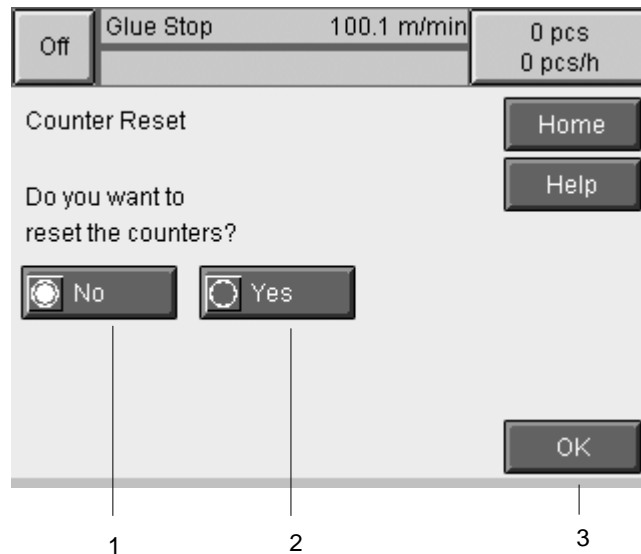 Off
Glue Stop 100.1 m/min
0 pcs
0 pcs/h
Counter Reset
Home
Help
Do you want to
reset the counters?
No
Yes
OK
1
2
3